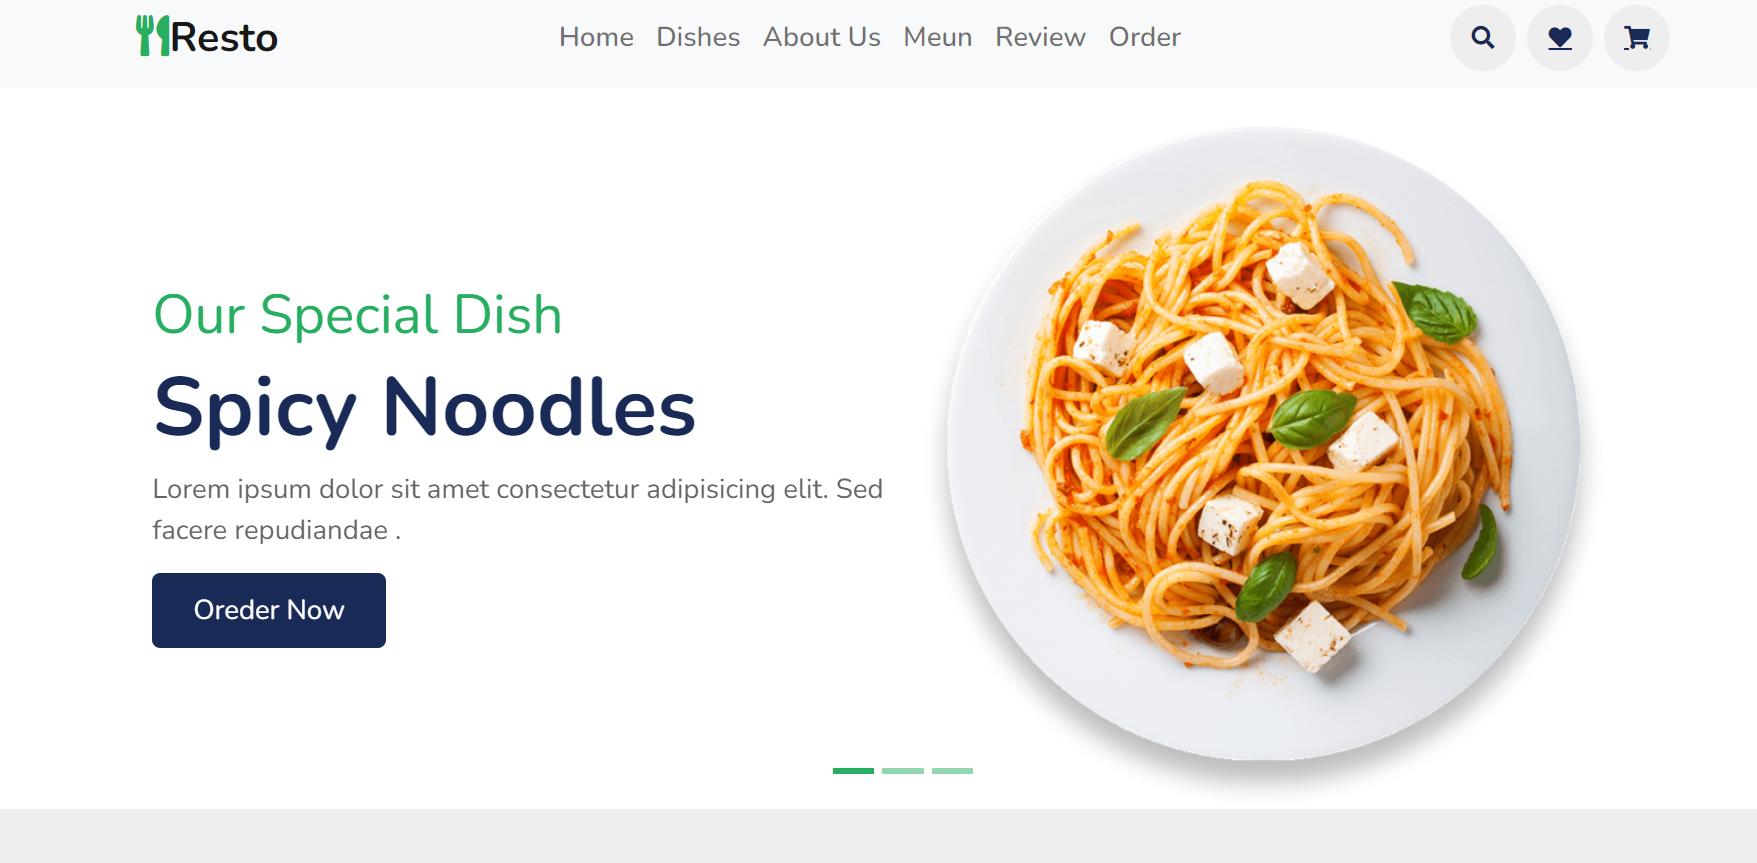 Resto
Home Dishes About Us Meun Review Order
Our Special Dish
Spicy Noodles
Lorem ipsum dolor sit amet consectetur adipisicing elit. Sed
facere repudiandae .
Oreder Now